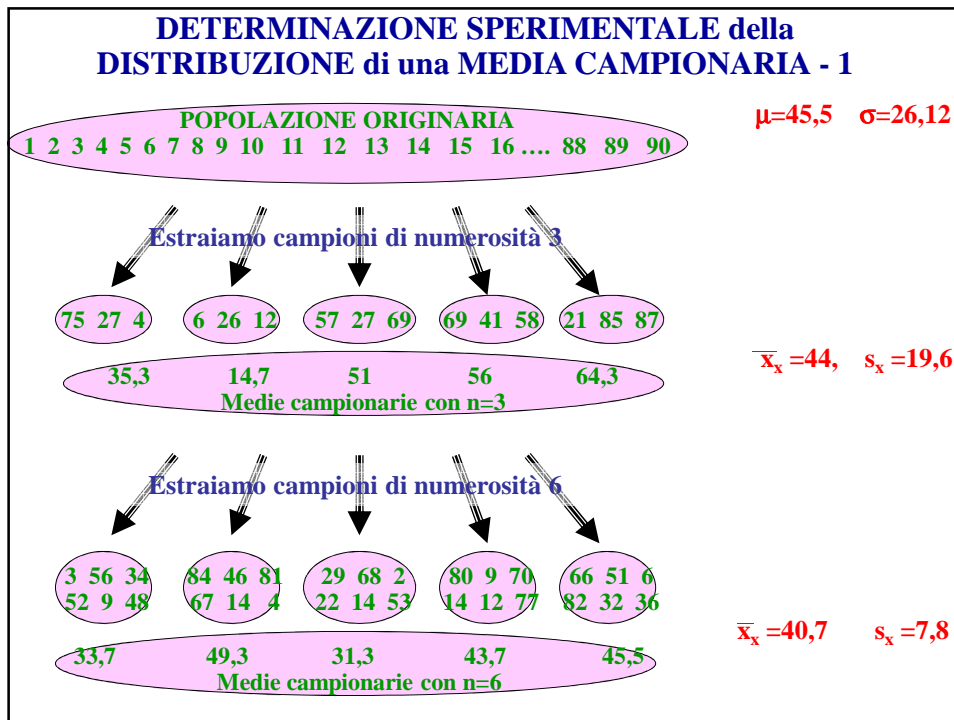 DETERMINAZIONE SPERIMENTALE della
DISTRIBUZIONE di una MEDIA CAMPIONARIA - 1
POPOLAZIONE ORIGINARIA
1 2 3 4 5 6 7 8 9 10 11 12 13 14 15 16 .... 88 89 90
μ=45,5 σ=26,12
Estraiamo campioni di numerosità 3
75 27 4 6 26 12 57 27 69 69 41 58 21 85 87
35,3 14,7 51 56 64,3
Medie campionarie con n=3
x̅ₓ =44, sₓ =19,6
Estraiamo campioni di numerosità 6
3 56 34 84 46 81 29 68 2 80 9 70 66 51 6
52 9 48 67 14 4 22 14 53 14 12 77 82 32 36
33,7 49,3 31,3 43,7 45,5
Medie campionarie con n=6
x̅ₓ =40,7 sₓ =7,8